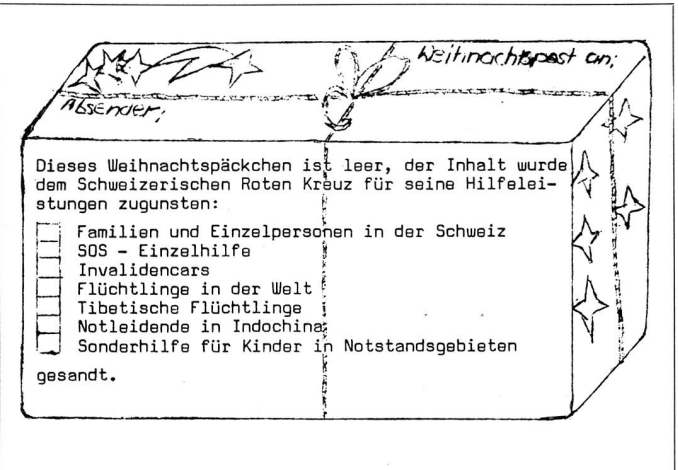 Weihnachtspost an;
Absender;
Dieses Weihnachtspäckchen ist leer, der Inhalt wurde
dem Schweizerischen Roten Kreuz für seine Hilfelei-
stungen zugunsten:
Familien und Einzelpersonen in der Schweiz
SOS - Einzelhilfe
Invalidencars
Flüchtlinge in der Welt
Tibetische Flüchtlinge
Notleidende in Indochina
Sonderhilfe für Kinder in Notstandsgebieten
gesandt.